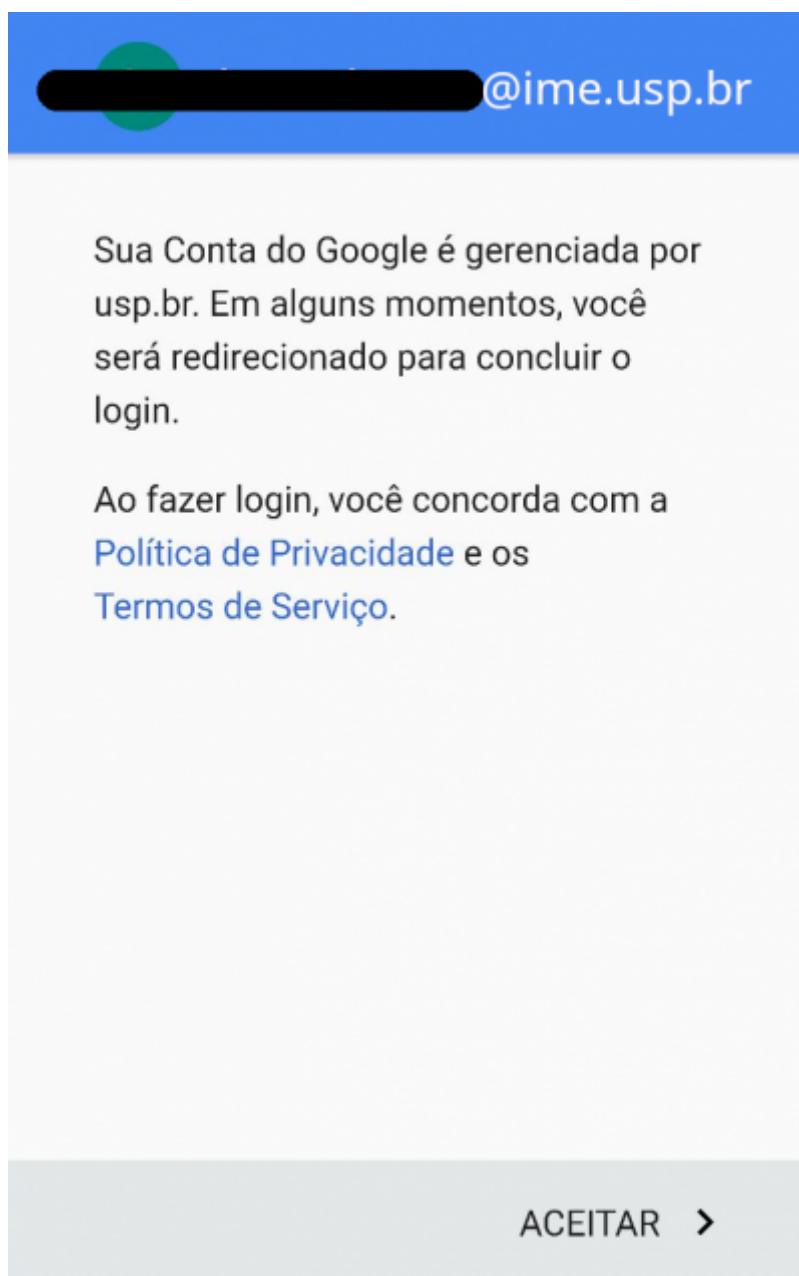 @ime.usp.br
Sua Conta do Google é gerenciada por
usp.br. Em alguns momentos, você
será redirecionado para concluir o
login.
Ao fazer login, você concorda com a
Política de Privacidade e os
Termos de Serviço.
ACEITAR